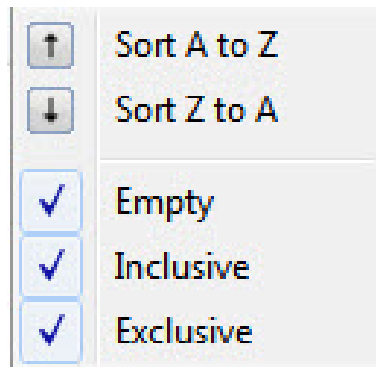 Sort A to Z
Sort Z to A
Empty
Inclusive
Exclusive